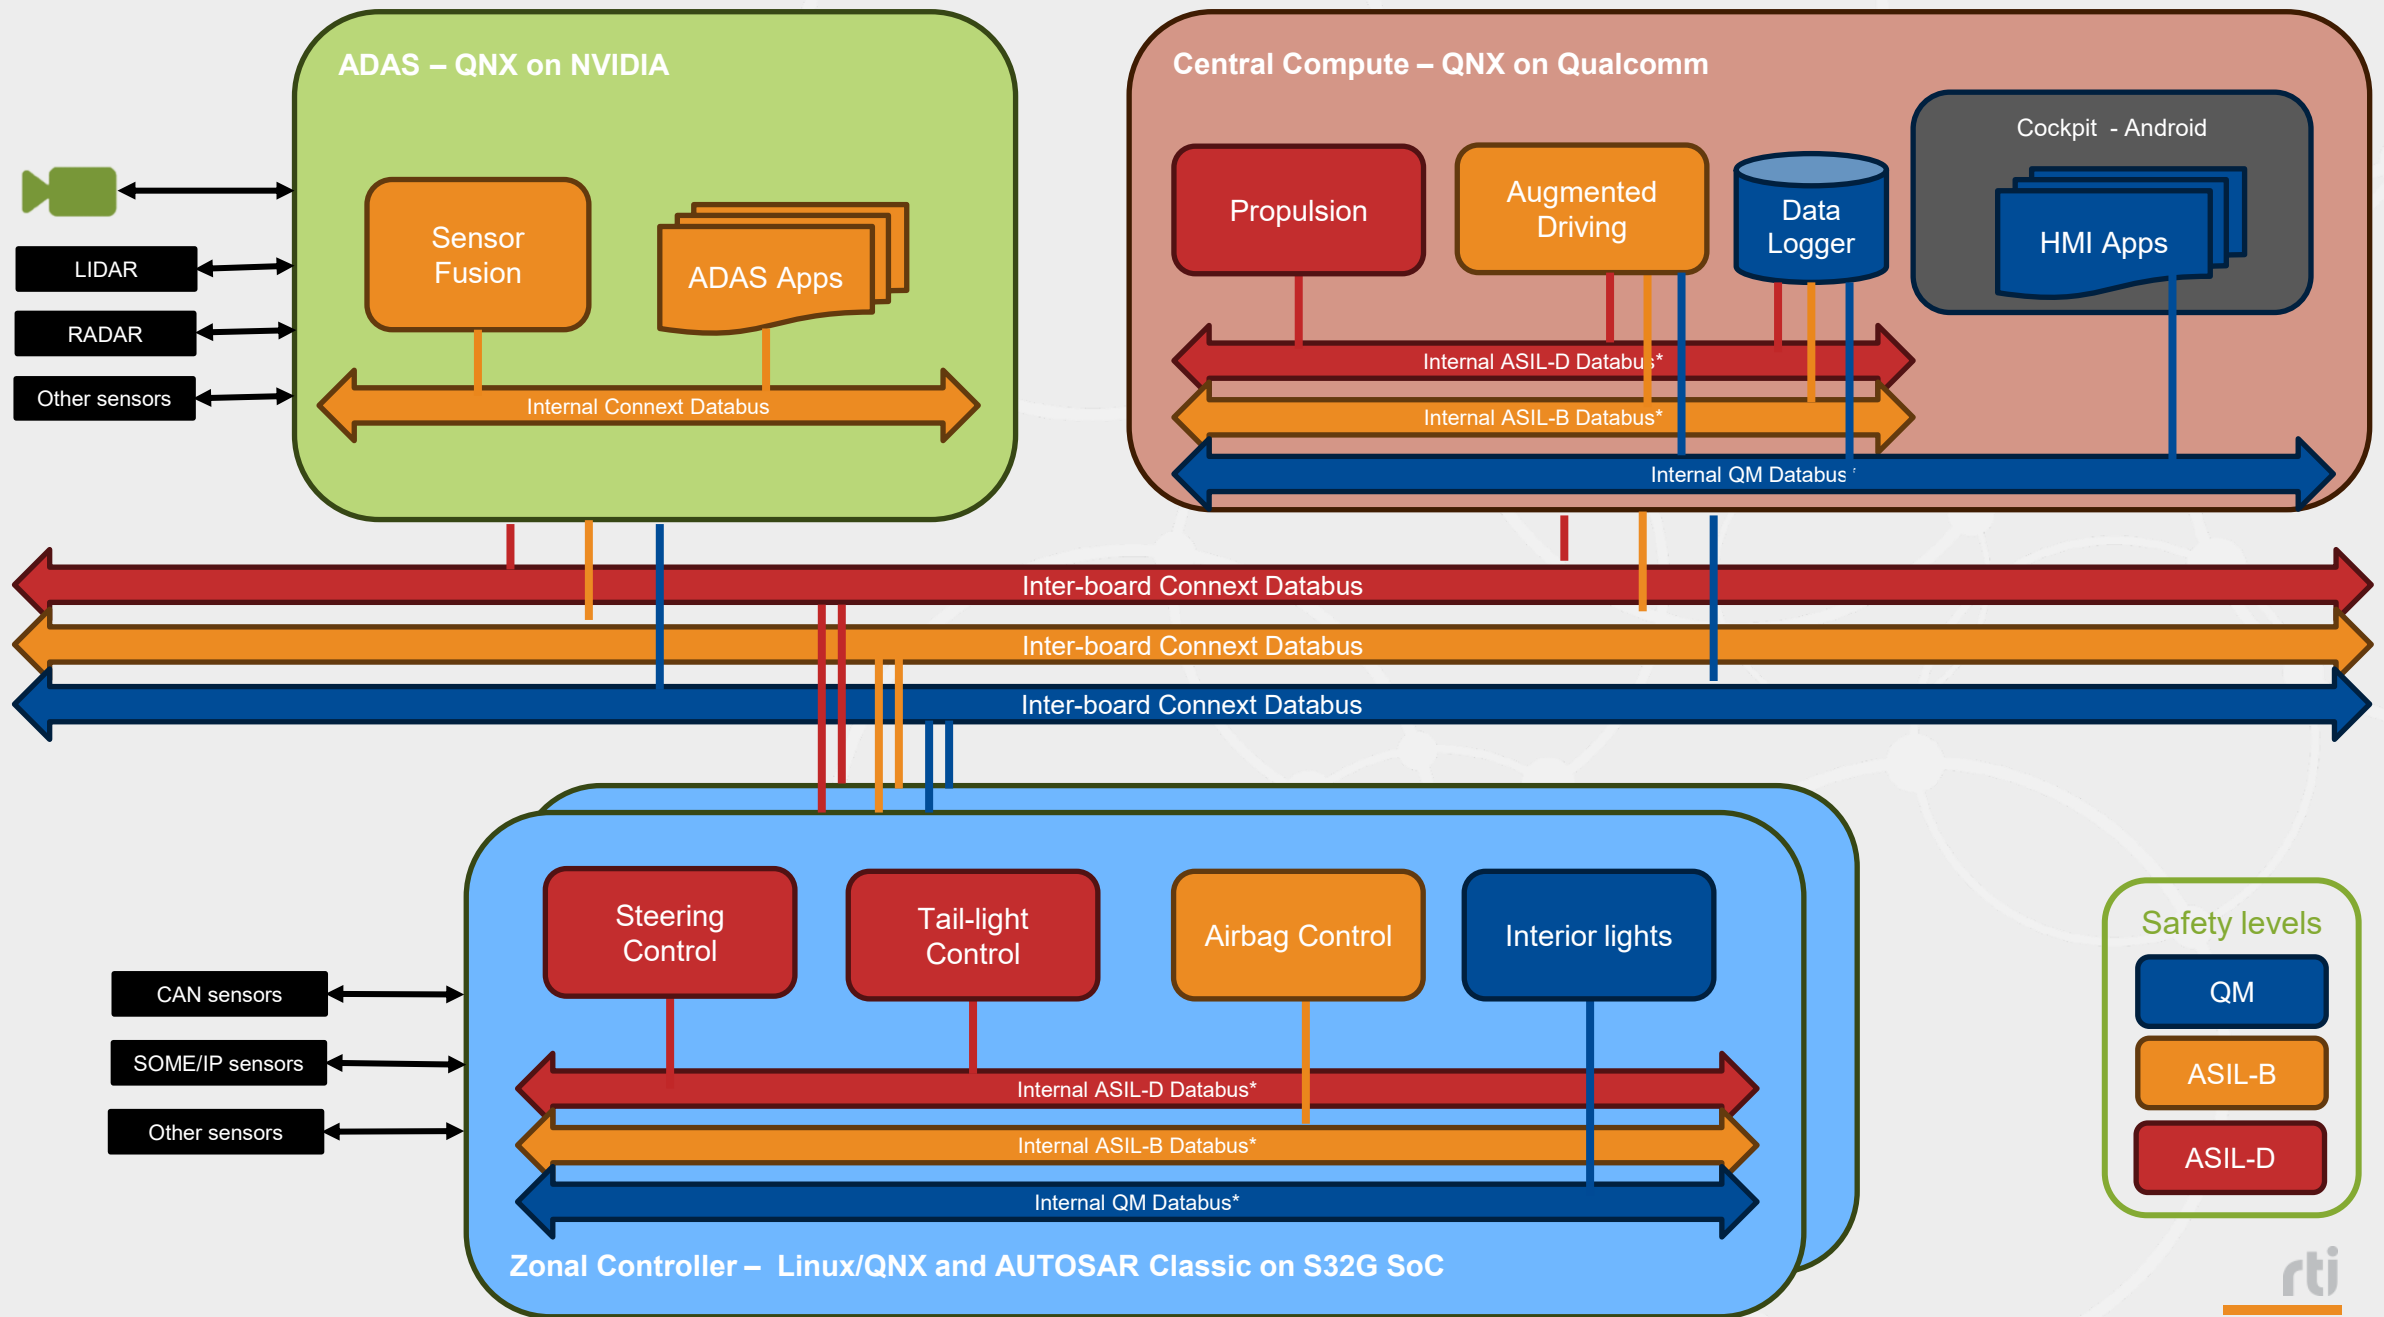 ADAS – QNX on NVIDIA
LIDAR
RADAR
Other sensors
Sensor
Fusion
ADAS Apps
Internal Connext Databus
Central Compute – QNX on Qualcomm
Propulsion
Augmented
Driving
Data
Logger
Cockpit - Android
HMI Apps
Internal ASIL-D Databus*
Internal ASIL-B Databus*
Internal QM Databus*
Inter-board Connext Databus
Inter-board Connext Databus
Inter-board Connext Databus
CAN sensors
SOME/IP sensors
Other sensors
Steering
Control
Tail-light
Control
Airbag Control
Interior lights
Internal ASIL-D Databus*
Internal ASIL-B Databus*
Internal QM Databus*
Zonal Controller – Linux/QNX and AUTOSAR Classic on S32G SoC
Safety levels
QM
ASIL-B
ASIL-D
rti